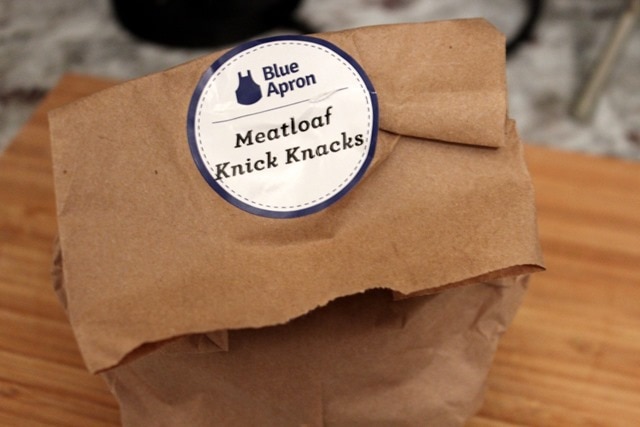 Blue
Apron
Meatloaf
Knick Knacks